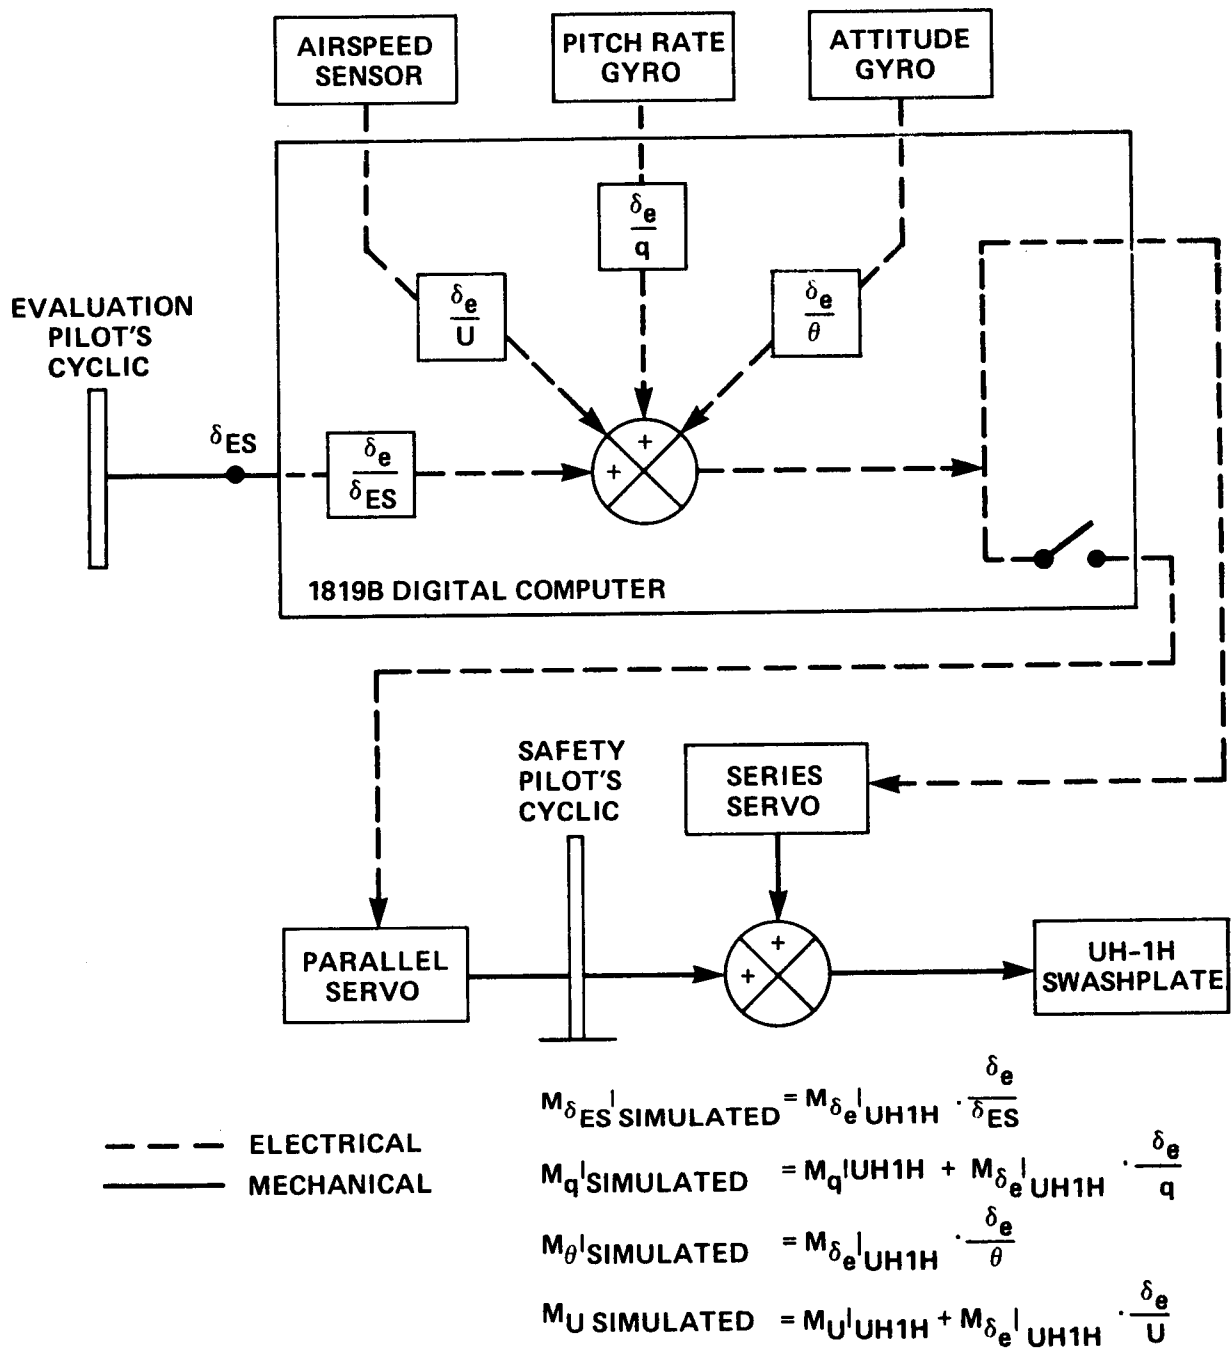 AIRSPEED
SENSOR
PITCH RATE
GYRO
ATTITUDE
GYRO
δe
q
δe
U
δe
θ
EVALUATION
PILOT'S
CYCLIC
δES
δe
δES
+
+
1819B DIGITAL COMPUTER
SAFETY
PILOT'S
CYCLIC
SERIES
SERVO
PARALLEL
SERVO
+
+
UH-1H
SWASHPLATE
ELECTRICAL
MECHANICAL
MδES|SIMULATED = Mδe|UH1H · δe/δES
Mq|SIMULATED = Mq|UH1H + Mδe|UH1H · δe/q
Mθ|SIMULATED = Mδe|UH1H · δe/θ
MU SIMULATED = MU|UH1H + Mδe|UH1H · δe/U